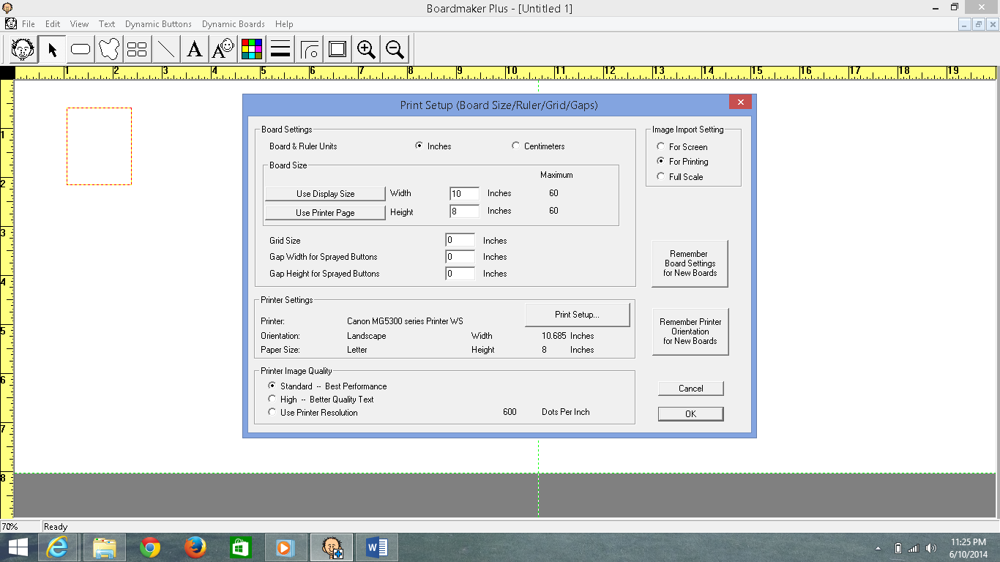 Boardmaker Plus - [Untitled 1]
File Edit View Text Dynamic Buttons Dynamic Boards Help
A A
1 2 3 4 5 6 7 8 9 10 11 12 13 14 15 16 17 18 19
1
2
3
4
5
6
7
8
Print Setup (Board Size/Ruler/Grid/Gaps)
Board Settings
Board & Ruler Units Inches Centimeters
Board Size
Maximum
Use Display Size Width 10 Inches 60
Use Printer Page Height 8 Inches 60
Grid Size 0 Inches
Gap Width for Sprayed Buttons 0 Inches
Gap Height for Sprayed Buttons 0 Inches
Image Import Setting
For Screen
For Printing
Full Scale
Remember
Board Settings
for New Boards
Printer Settings
Print Setup...
Printer: Canon MG5300 series Printer WS
Orientation: Landscape Width 10.685 Inches
Paper Size: Letter Height 8 Inches
Remember Printer
Orientation
for New Boards
Printer Image Quality
Standard -- Best Performance
High -- Better Quality Text
Use Printer Resolution 600 Dots Per Inch
Cancel
OK
70% Ready
11:25 PM
6/10/2014